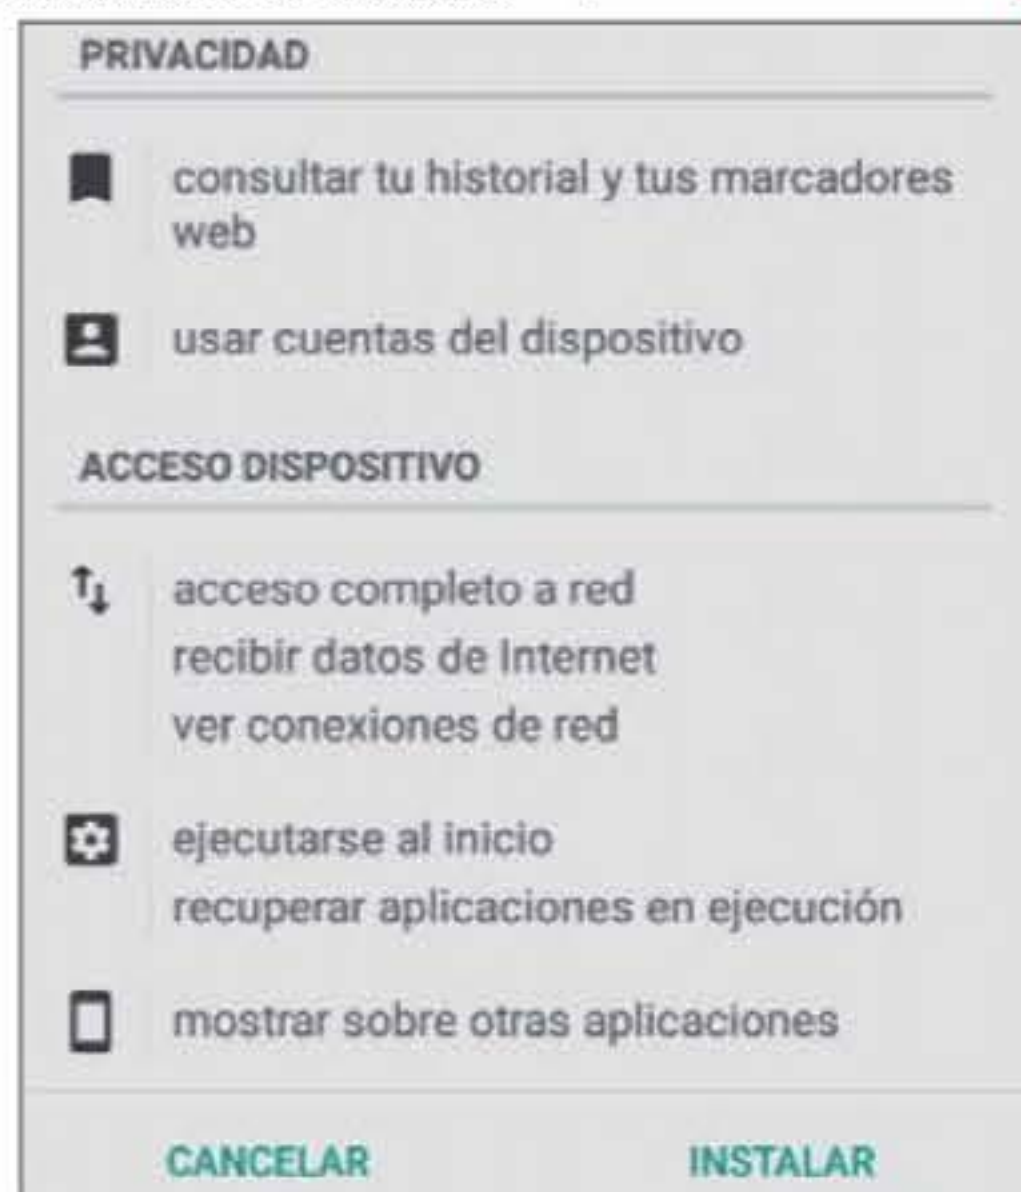 PRIVACIDAD
consultar tu historial y tus marcadores
web
usar cuentas del dispositivo
ACCESO DISPOSITIVO
acceso completo a red
recibir datos de Internet
ver conexiones de red
ejecutarse al inicio
recuperar aplicaciones en ejecución
mostrar sobre otras aplicaciones
CANCELAR
INSTALAR